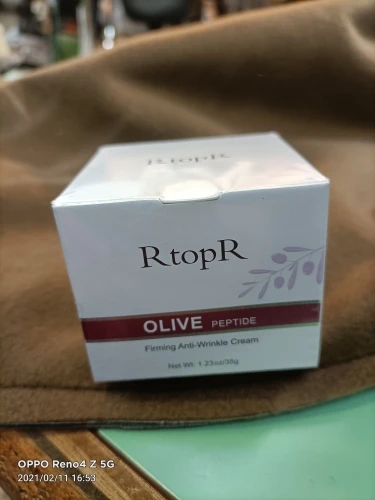 RtopR
RtopR
OLIVE PEPTIDE
Firming Anti-Wrinkle Cream
Net Wt. 1.23oz/35g
OPPO Reno4 Z 5G
2021/02/11 16:53